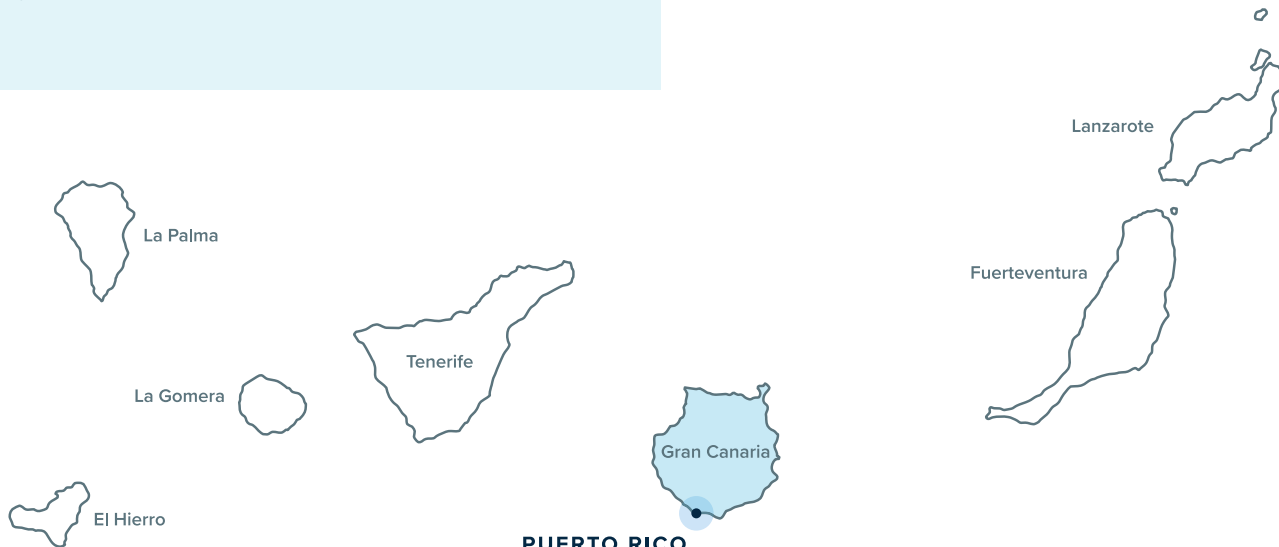 Lanzarote
La Palma
Fuerteventura
Tenerife
La Gomera
Gran Canaria
El Hierro
PUERTO RICO